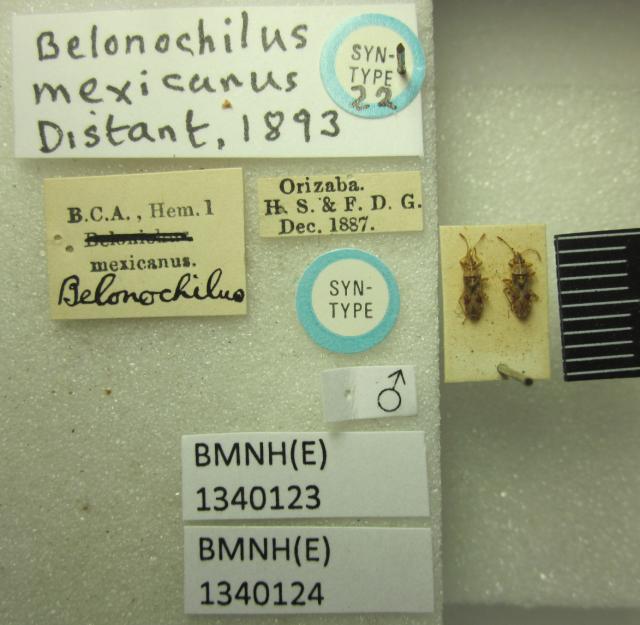 Belonochilus
mexicanus
Distant, 1893
SYN-
TYPE
22
B.C.A., Hem. 1
mexicanus.
Belonochilus
Orizaba.
H. S. & F. D. G.
Dec. 1887.
SYN-
TYPE
♂
BMNH(E)
1340123
BMNH(E)
1340124